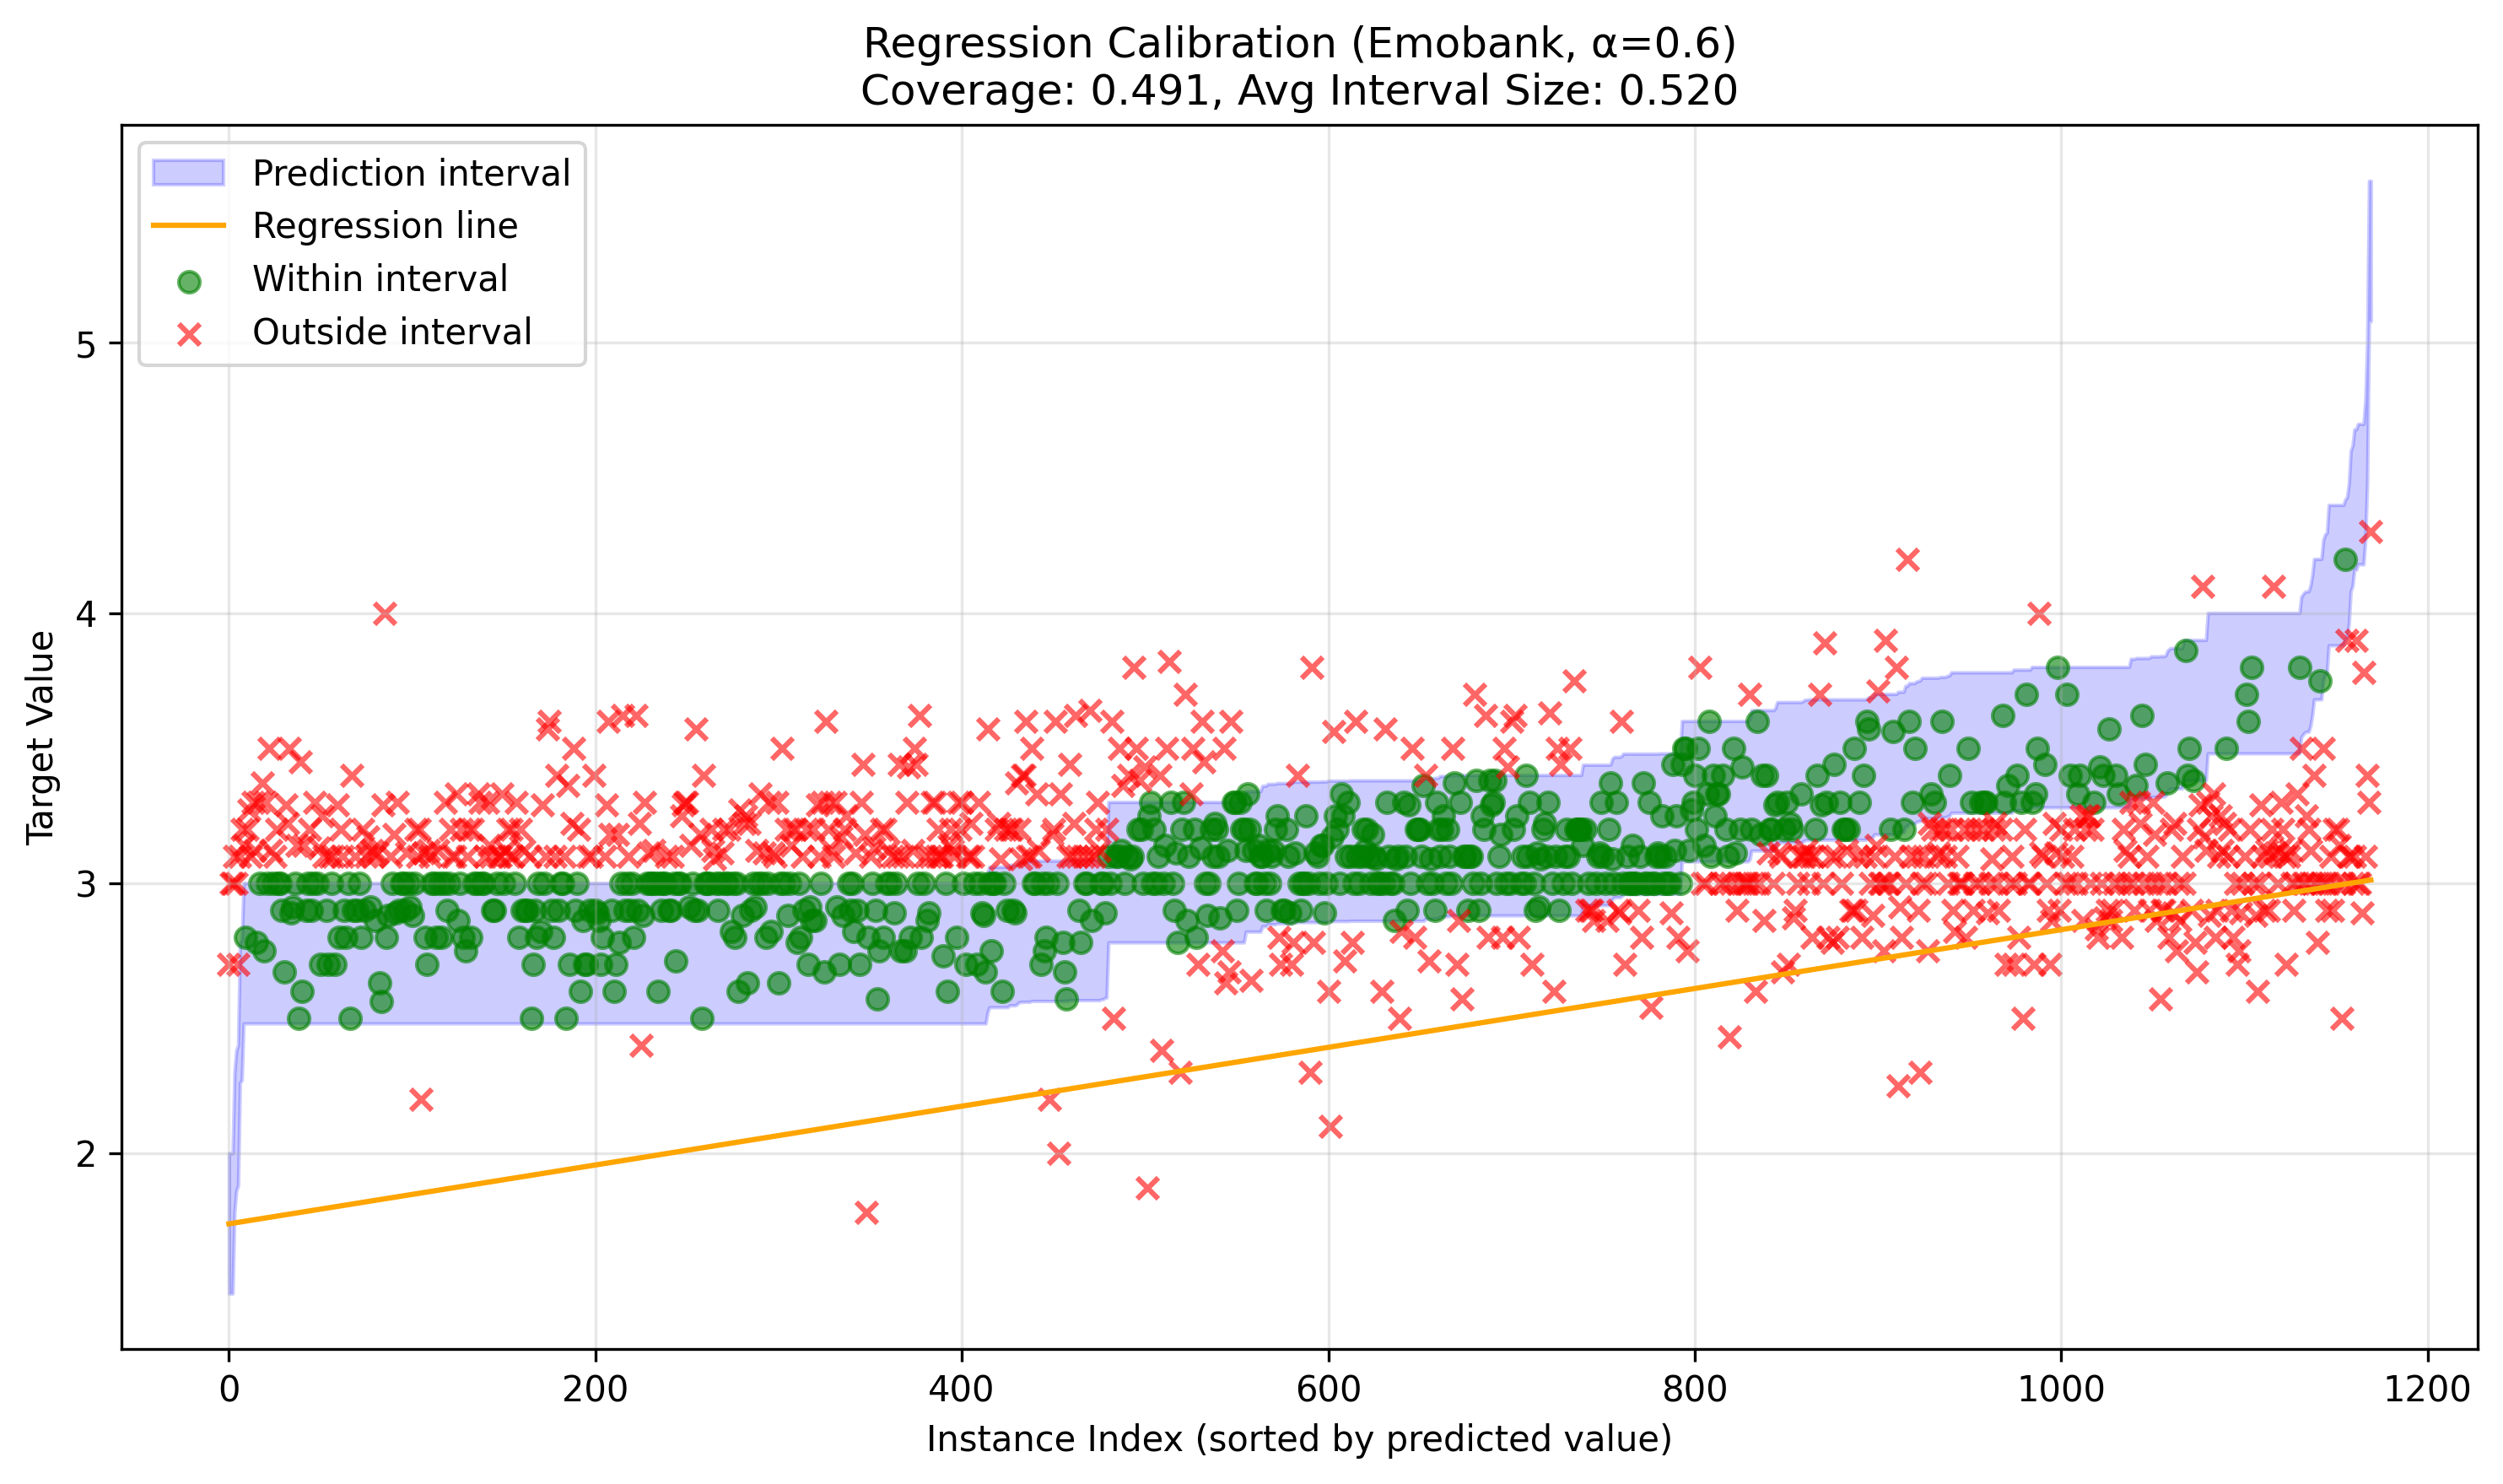 Regression Calibration (Emobank, α=0.6)
Coverage: 0.491, Avg Interval Size: 0.520
Prediction interval
Regression line
Within interval
Outside interval
Target Value
5
4
3
2
0 200 400 600 800 1000 1200
Instance Index (sorted by predicted value)